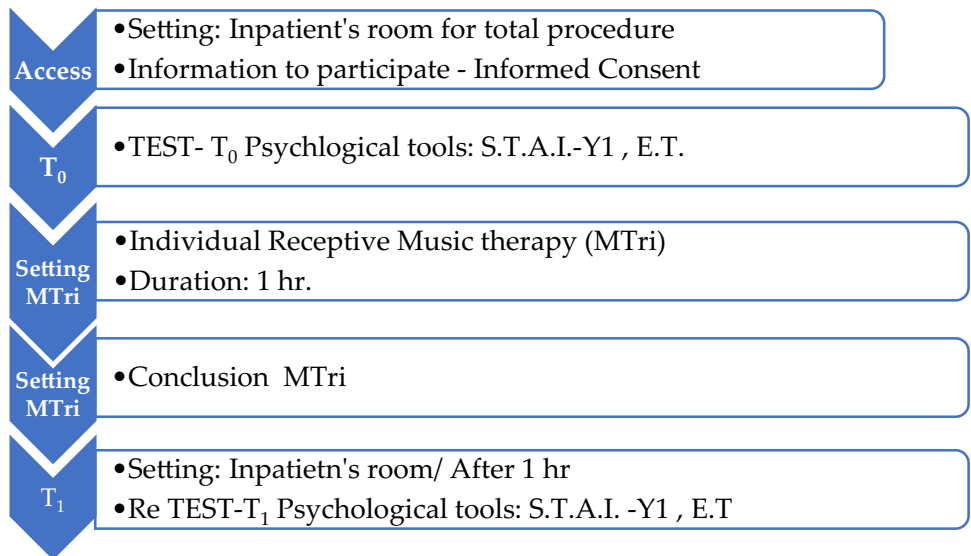 Access
•Setting: Inpatient's room for total procedure
•Information to participate - Informed Consent
T₀
•TEST- T₀ Psychlogical tools: S.T.A.I.-Y1 , E.T.
Setting
MTri
•Individual Receptive Music therapy (MTri)
•Duration: 1 hr.
Setting
MTri
•Conclusion MTri
T₁
•Setting: Inpatietn's room/ After 1 hr
•Re TEST-T₁ Psychological tools: S.T.A.I. -Y1 , E.T